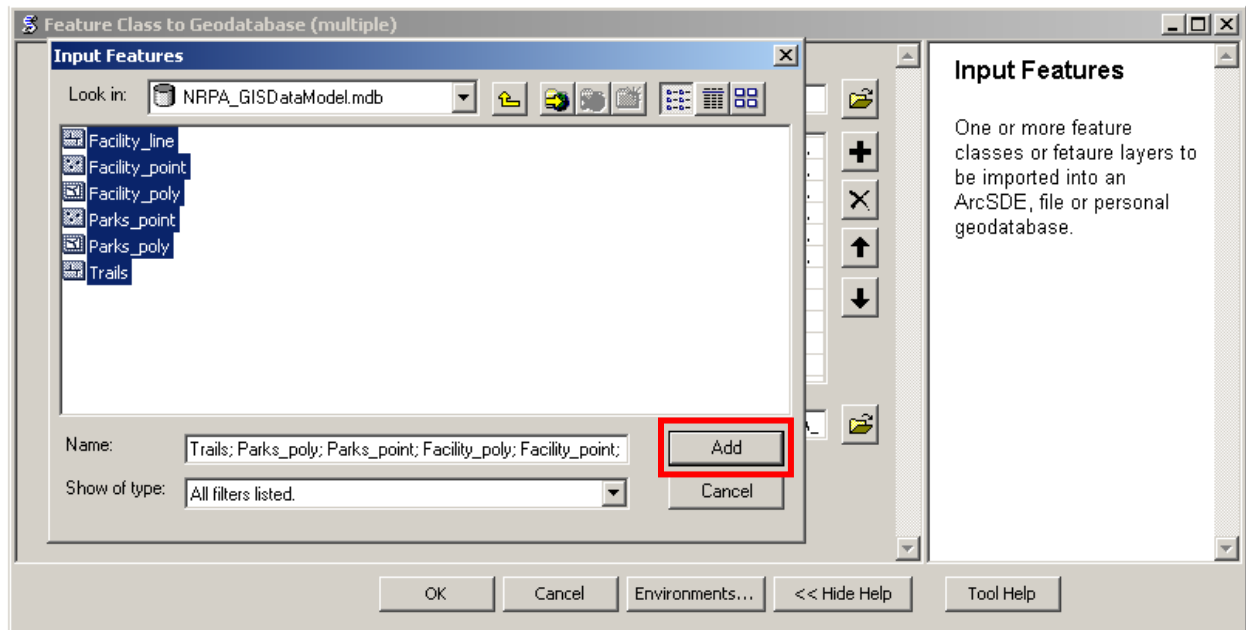 Feature Class to Geodatabase (multiple)
Input Features
Look in:
NRPA_GISDataModel.mdb
Facility_line
Facility_point
Facility_poly
Parks_point
Parks_poly
Trails
Name:
Trails; Parks_poly; Parks_point; Facility_poly; Facility_point;
Add
Show of type:
All filters listed.
Cancel
OK
Cancel
Environments...
<< Hide Help
Tool Help
Input Features
One or more feature
classes or fetaure layers to
be imported into an
ArcSDE, file or personal
geodatabase.